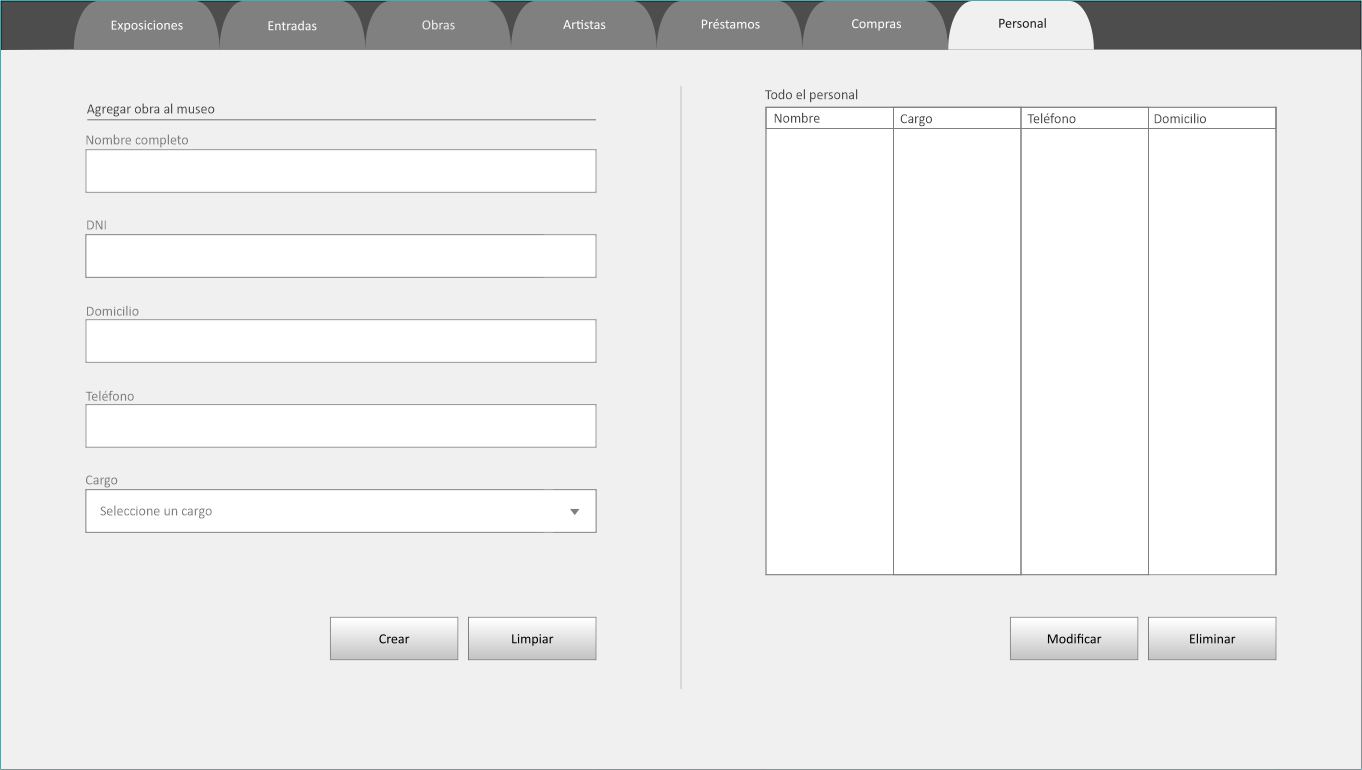 Exposiciones
Entradas
Obras
Artistas
Préstamos
Compras
Personal
Agregar obra al museo
Nombre completo
DNI
Domicilio
Teléfono
Cargo
Seleccione un cargo
Crear
Limpiar
Todo el personal
Nombre
Cargo
Teléfono
Domicilio
Modificar
Eliminar